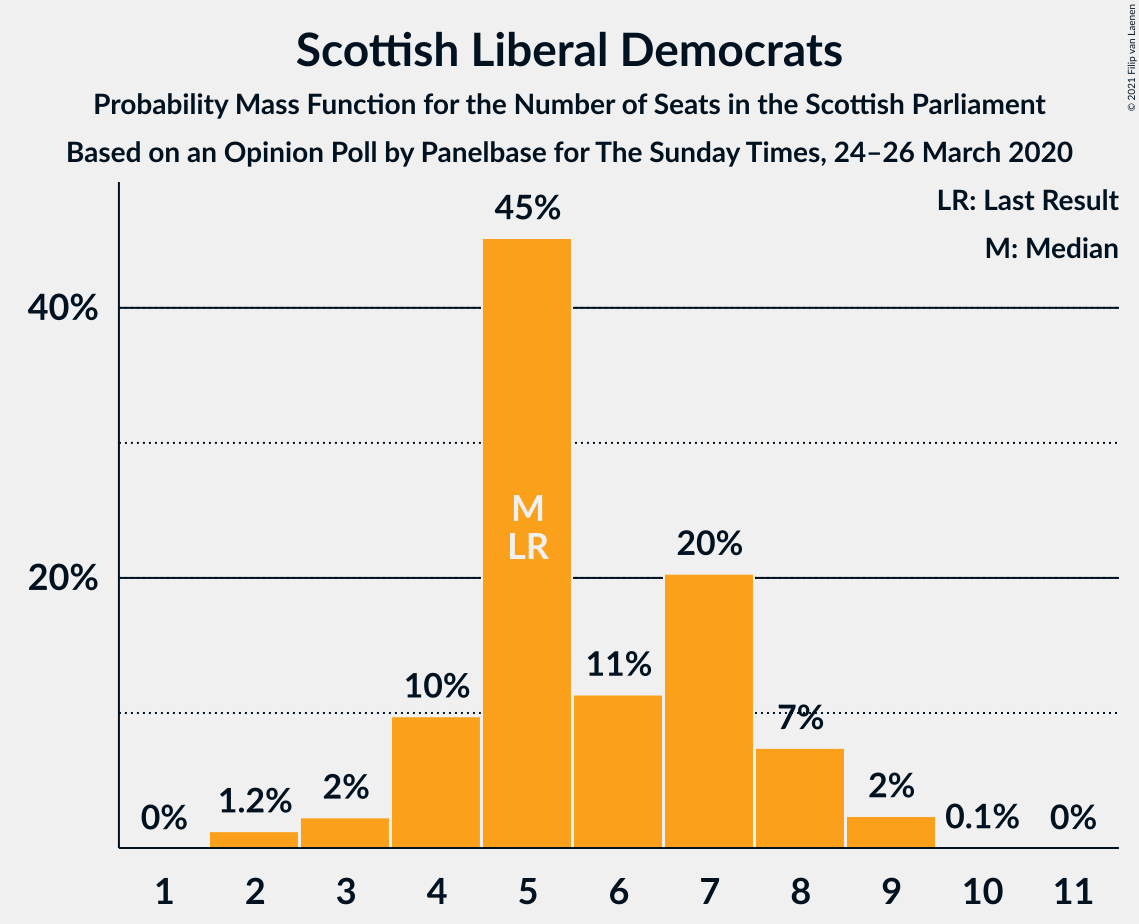 Scottish Liberal Democrats
Probability Mass Function for the Number of Seats in the Scottish Parliament
Based on an Opinion Poll by Panelbase for The Sunday Times, 24–26 March 2020
© 2021 Filip van Laenen
LR: Last Result
M: Median
40%
20%
0%
1.2%
2%
10%
45%
M
LR
11%
20%
7%
2%
0.1%
0%
1 2 3 4 5 6 7 8 9 10 11